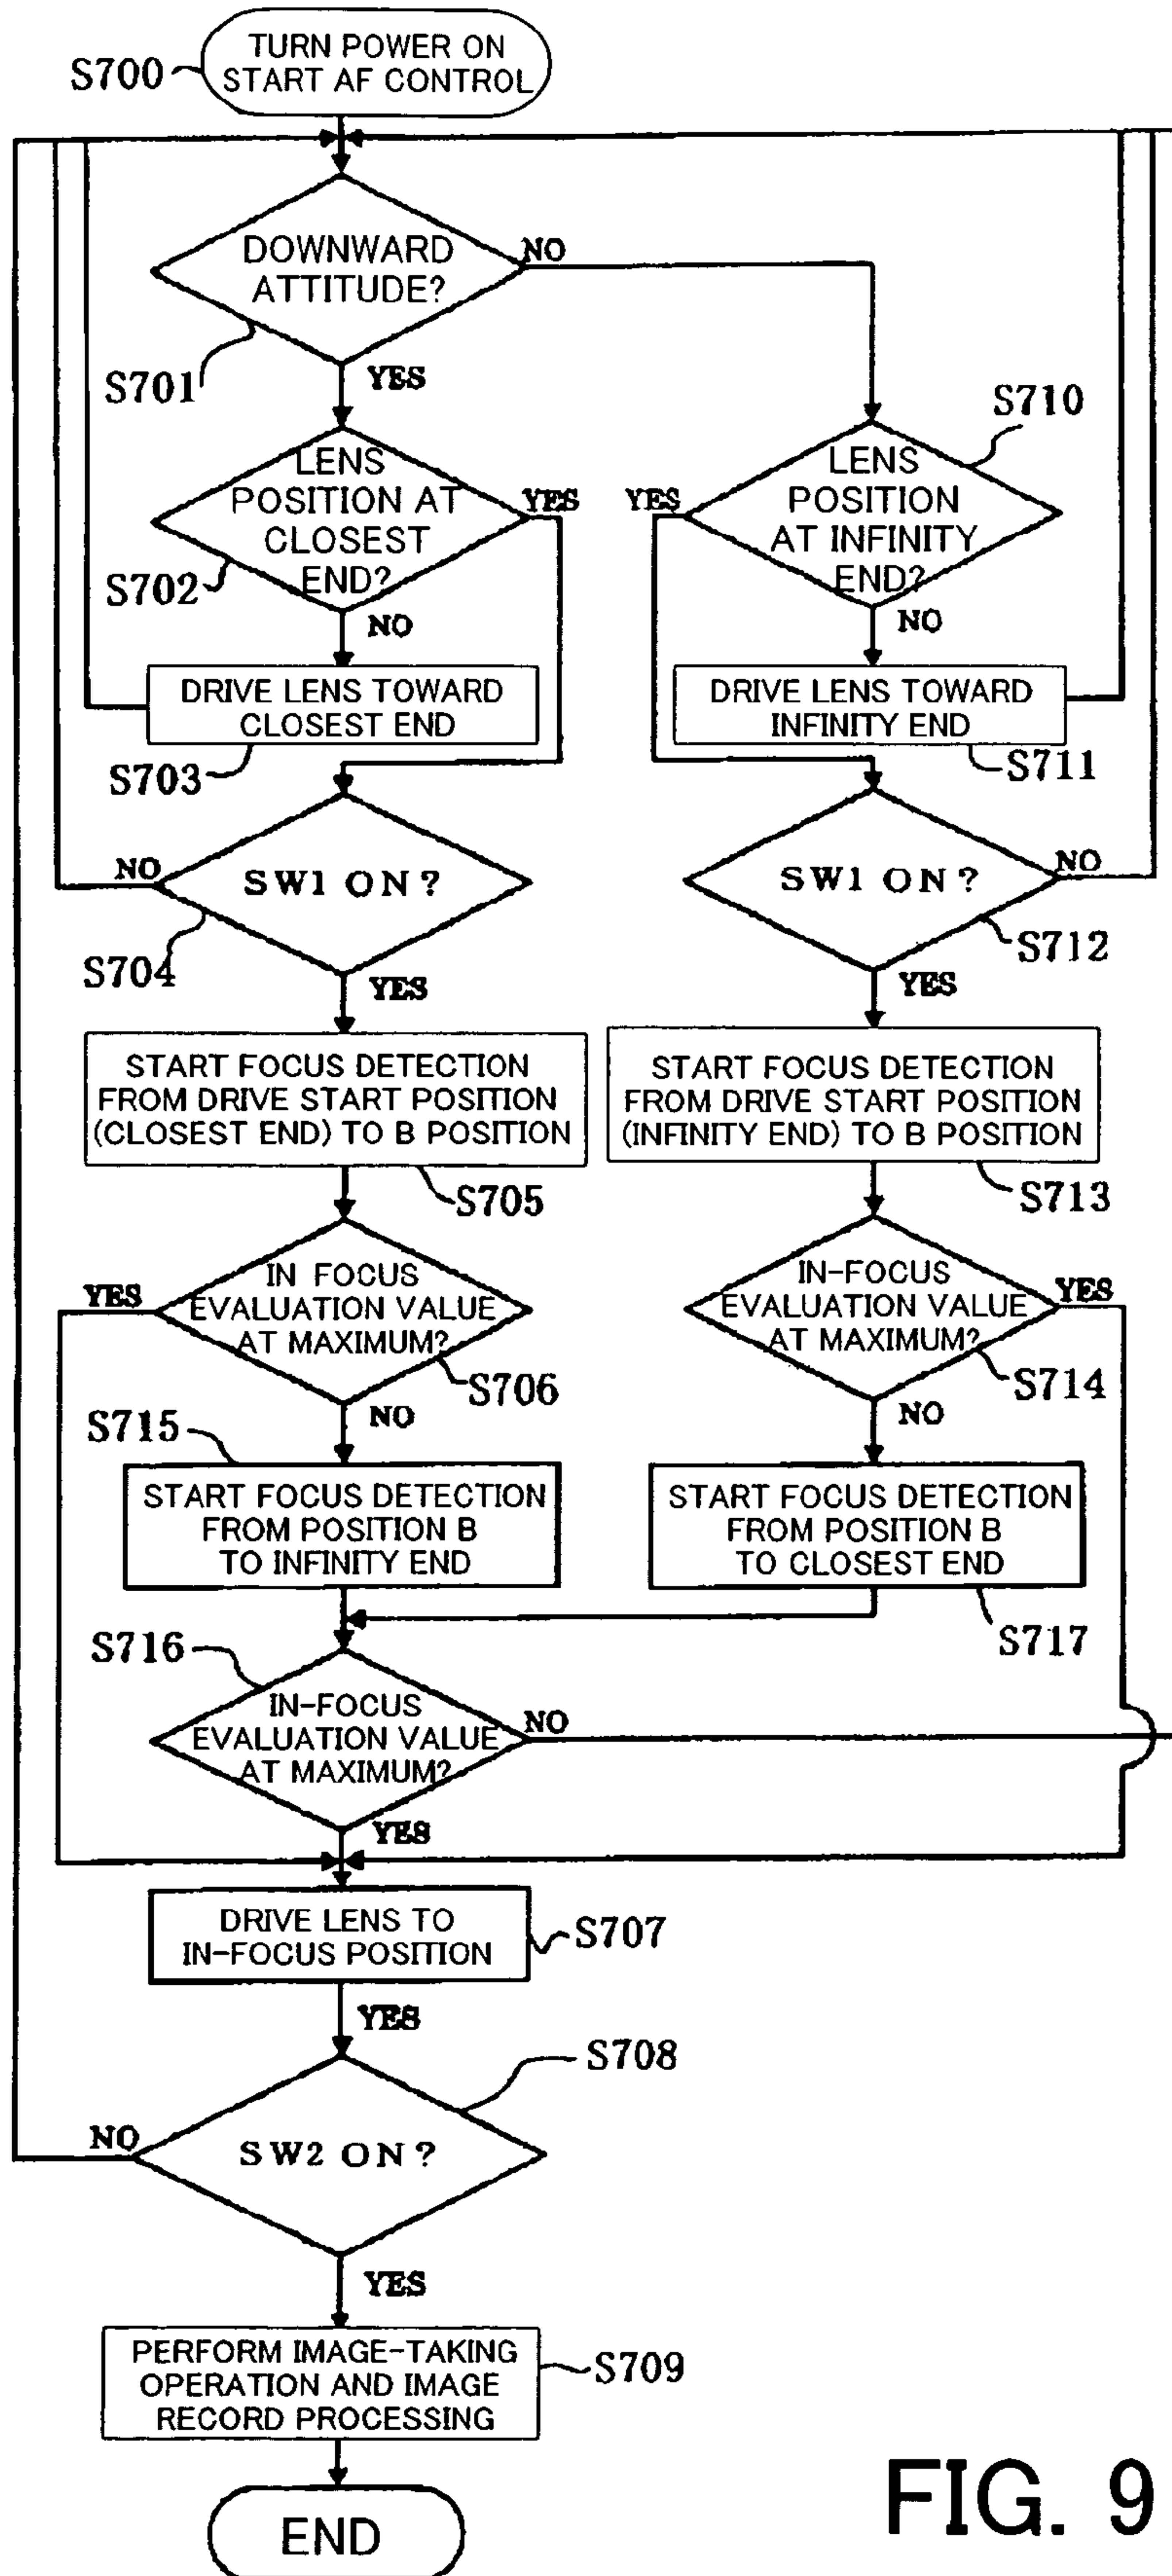 TURN POWER ON
START AF CONTROL
S700
DOWNWARD
ATTITUDE?
NO
S701
YES
S710
LENS
POSITION AT
CLOSEST
END?
YES
S702
NO
LENS
POSITION
AT INFINITY
END?
YES
NO
DRIVE LENS TOWARD
CLOSEST END
S703
DRIVE LENS TOWARD
INFINITY END
S711
NO
SW1 ON?
S704
YES
SW1 ON?
NO
S712
YES
START FOCUS DETECTION
FROM DRIVE START POSITION
(CLOSEST END) TO B POSITION
S705
START FOCUS DETECTION
FROM DRIVE START POSITION
(INFINITY END) TO B POSITION
S713
YES
IN FOCUS
EVALUATION VALUE
AT MAXIMUM?
S706
NO
IN-FOCUS
EVALUATION VALUE
AT MAXIMUM?
YES
S714
NO
S715
START FOCUS DETECTION
FROM POSITION B
TO INFINITY END
START FOCUS DETECTION
FROM POSITION B
TO CLOSEST END
S717
S716
IN-FOCUS
EVALUATION VALUE
AT MAXIMUM?
NO
YES
DRIVE LENS TO
IN-FOCUS POSITION
S707
YES
S708
NO
SW2 ON?
YES
PERFORM IMAGE-TAKING
OPERATION AND IMAGE
RECORD PROCESSING
S709
END
FIG. 9